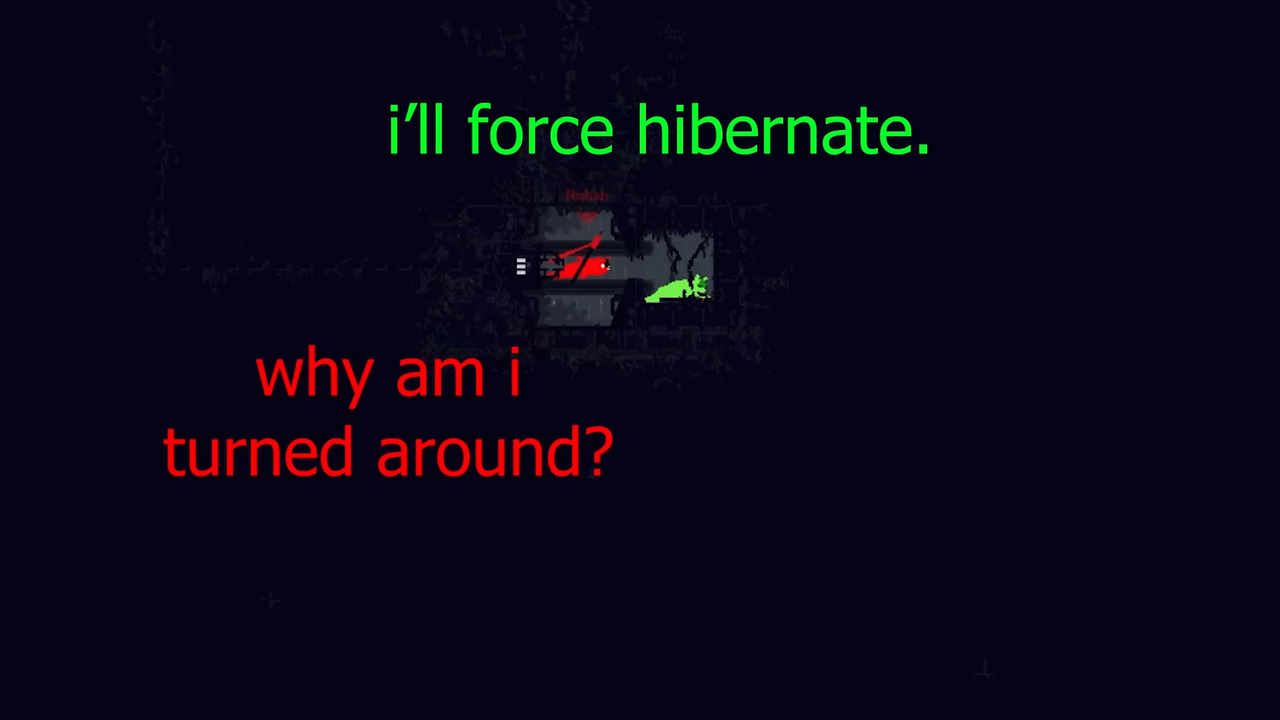 i'll force hibernate.
why am i
turned around?